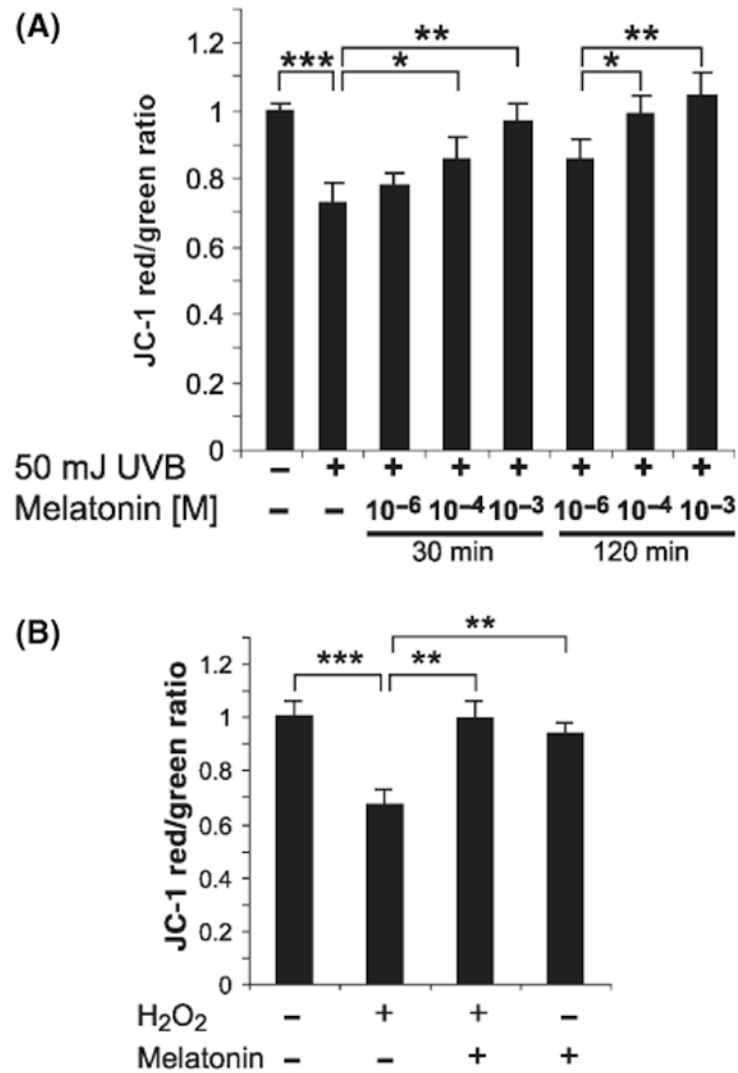 (A)
*** * ** * **
JC-1 red/green ratio
1.2
1
0.8
0.6
0.4
0.2
0
50 mJ UVB – + + + + + + +
Melatonin [M] – – 10⁻⁶ 10⁻⁴ 10⁻³ 10⁻⁶ 10⁻⁴ 10⁻³
30 min 120 min
(B)
*** ** **
JC-1 red/green ratio
1.2
1
0.8
0.6
0.4
0.2
0
H₂O₂ – + + –
Melatonin – – + +